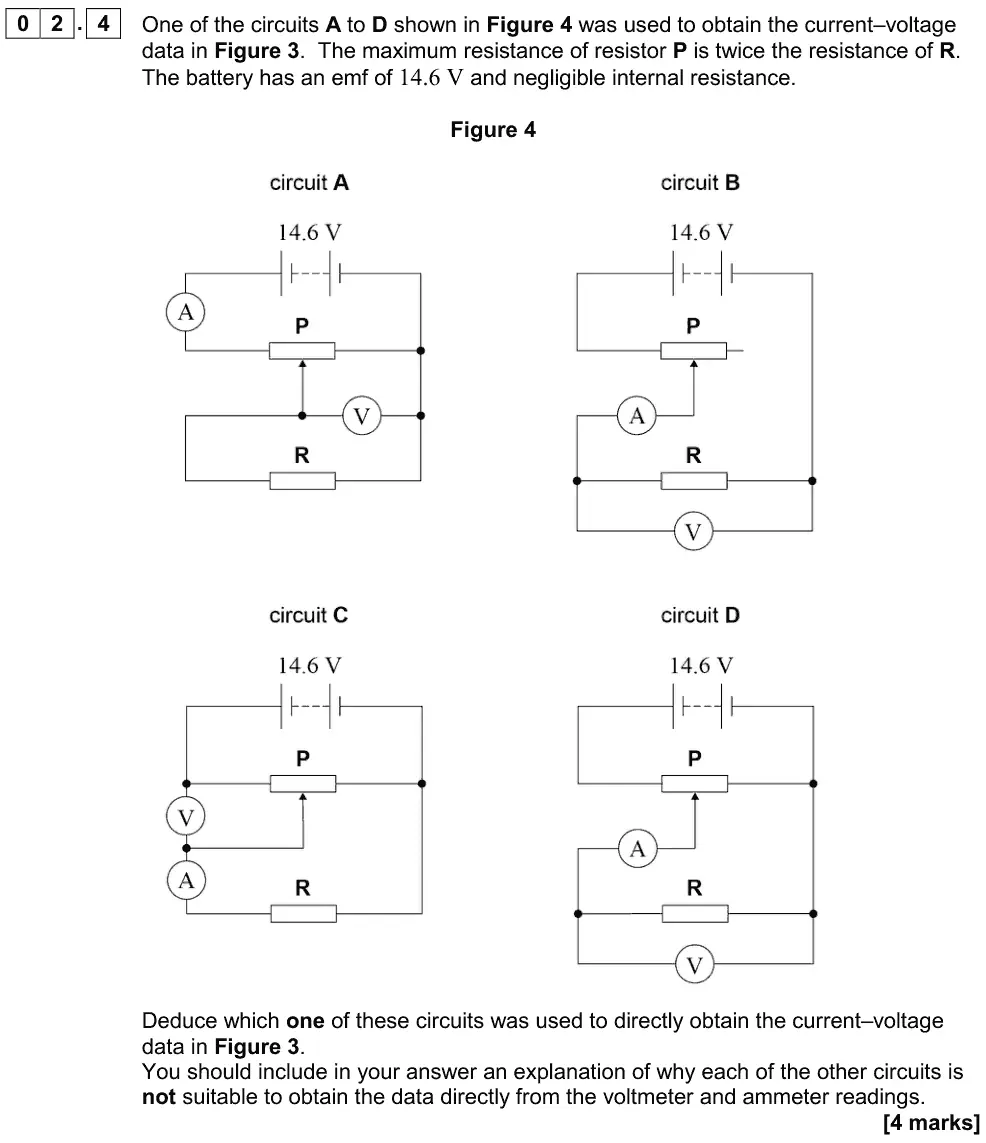 0 2 . 4 One of the circuits A to D shown in Figure 4 was used to obtain the current–voltage
data in Figure 3. The maximum resistance of resistor P is twice the resistance of R.
The battery has an emf of 14.6 V and negligible internal resistance.
Figure 4
circuit A
circuit B
14.6 V
14.6 V
A
P
P
V
A
R
R
V
circuit C
circuit D
14.6 V
14.6 V
P
P
V
A
A
R
R
V
Deduce which one of these circuits was used to directly obtain the current–voltage
data in Figure 3.
You should include in your answer an explanation of why each of the other circuits is
not suitable to obtain the data directly from the voltmeter and ammeter readings.
[4 marks]